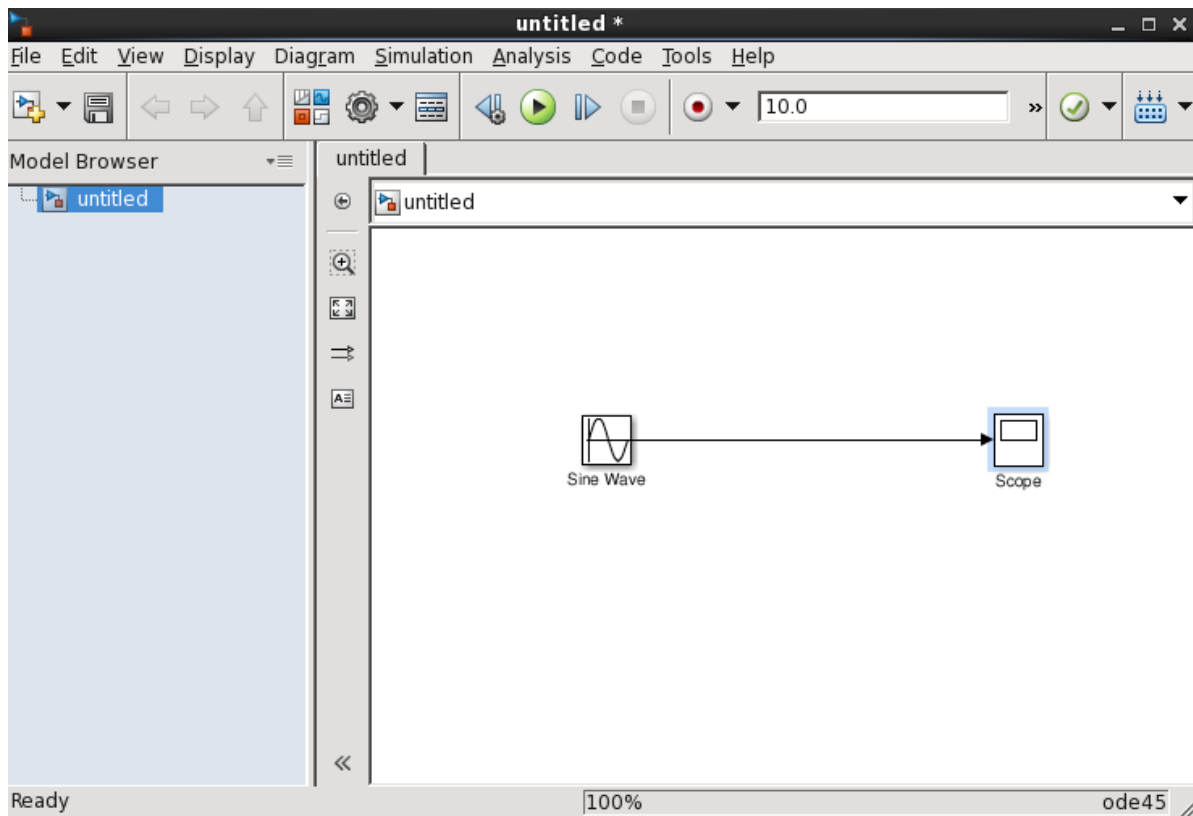 untitled *
File Edit View Display Diagram Simulation Analysis Code Tools Help
10.0 »
Model Browser
untitled
untitled
untitled
A
Sine Wave
Scope
Ready 100% ode45